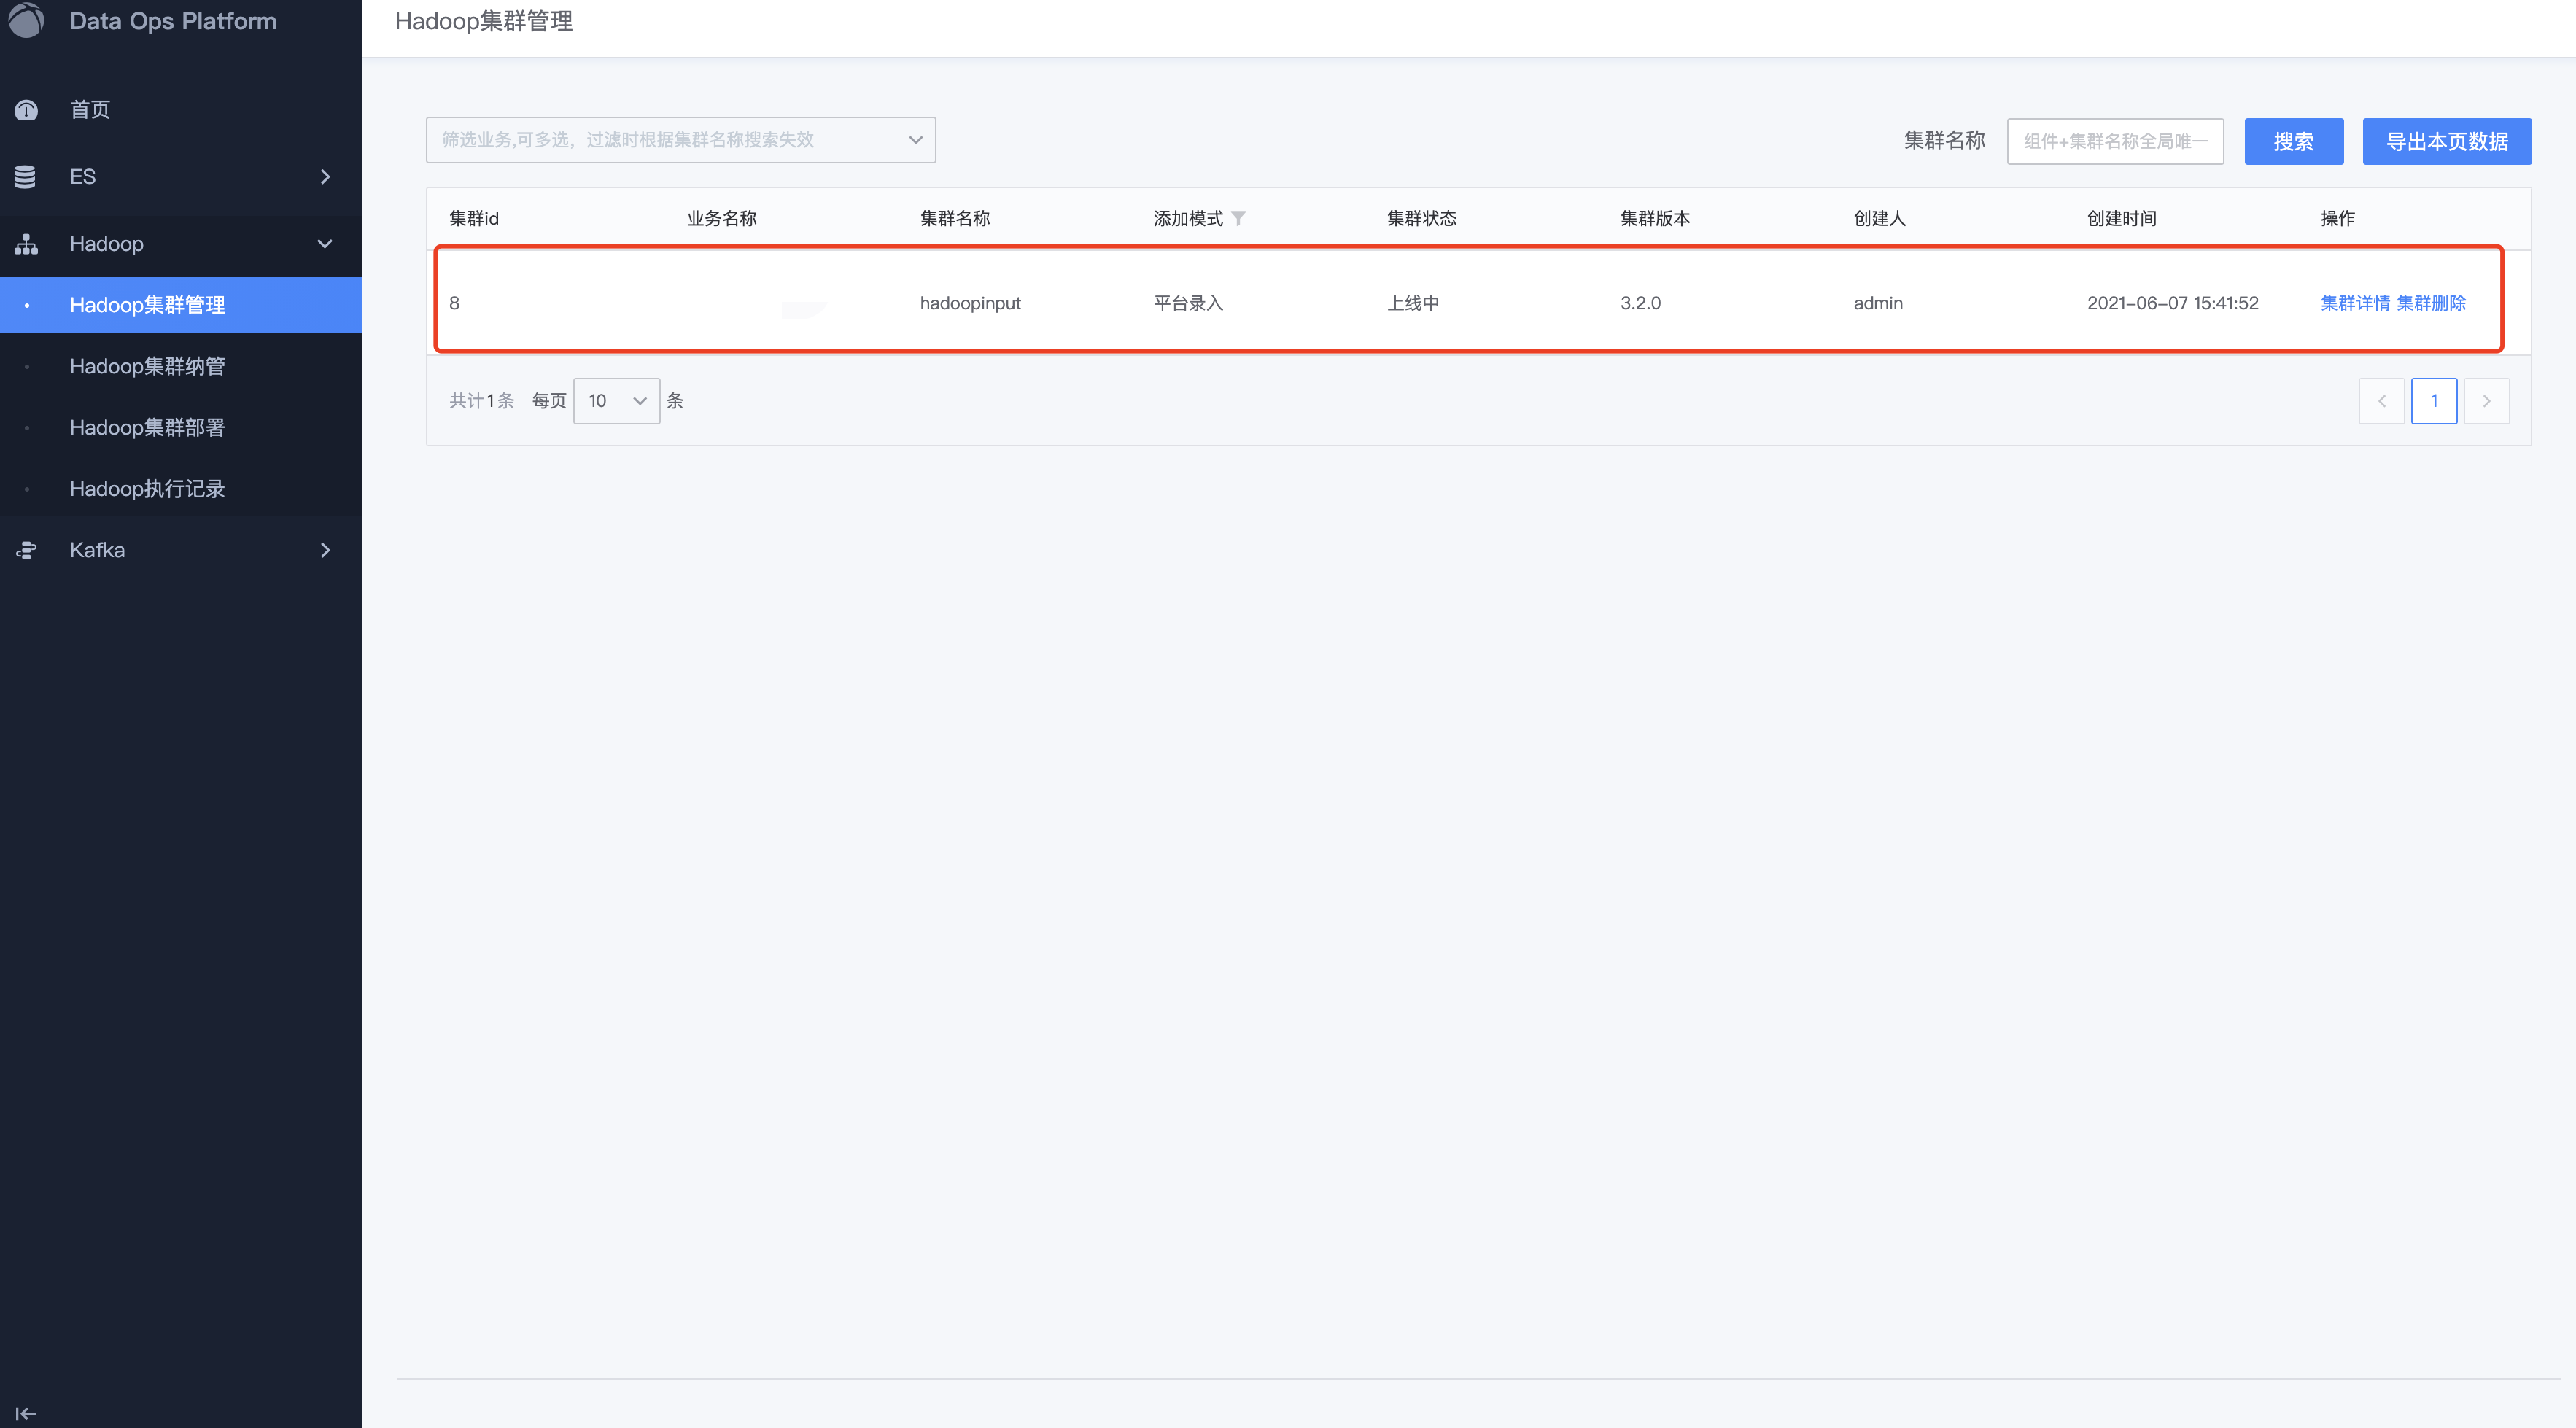 Data Ops Platform
首页
ES
Hadoop
Hadoop集群管理
Hadoop集群纳管
Hadoop集群部署
Hadoop执行记录
Kafka
Hadoop集群管理
筛选业务,可多选，过滤时根据集群名称搜索失效
集群名称 组件+集群名称全局唯一 搜索 导出本页数据
集群id 业务名称 集群名称 添加模式 集群状态 集群版本 创建人 创建时间 操作
8 hadoopinput 平台录入 上线中 3.2.0 admin 2021-06-07 15:41:52 集群详情 集群删除
共计1条 每页 10 条 1